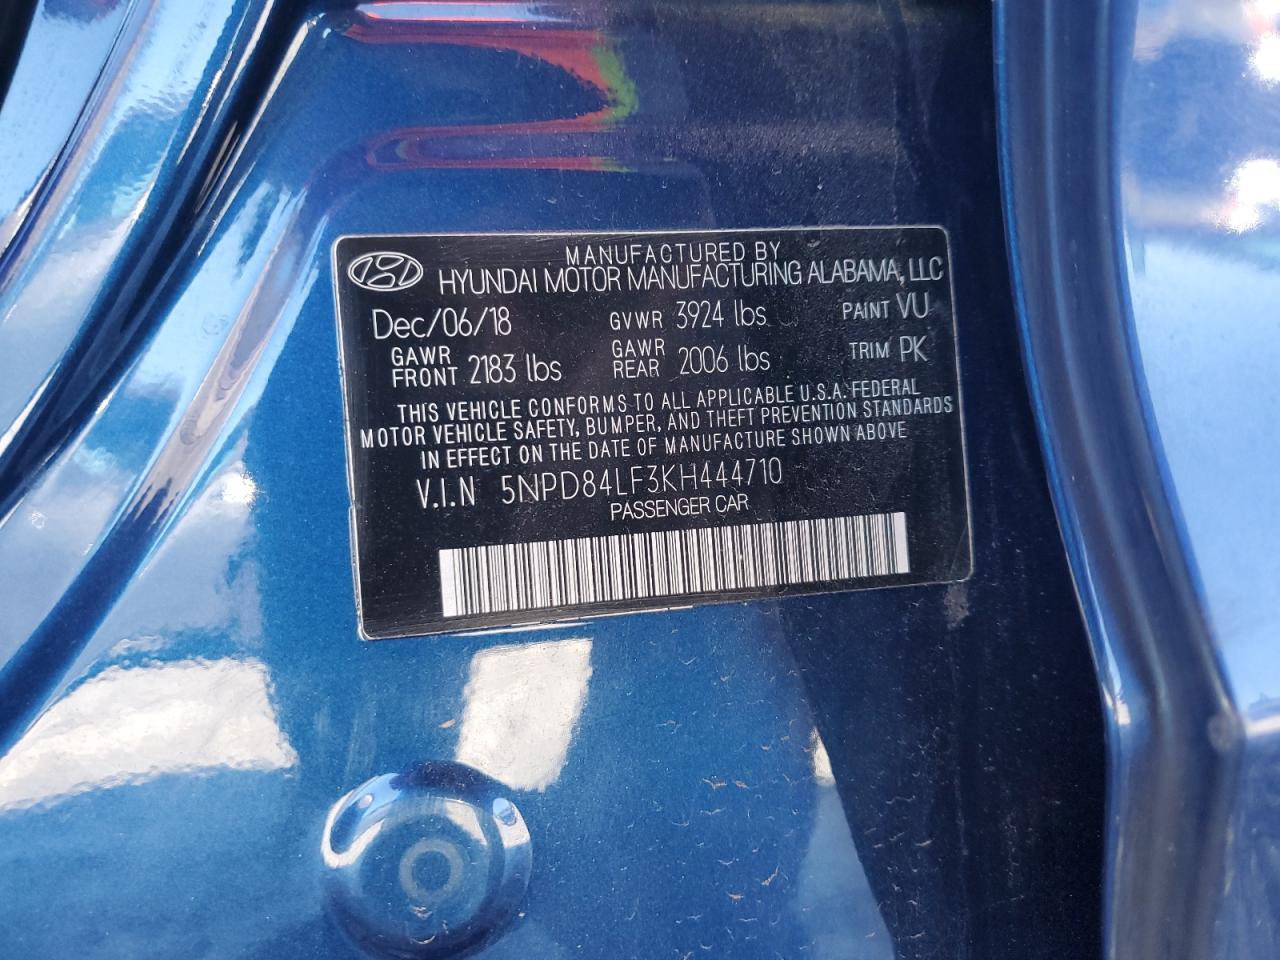 MANUFACTURED BY
HYUNDAI MOTOR MANUFACTURING ALABAMA, LLC
Dec/06/18 GVWR 3924 lbs PAINT VU
GAWR FRONT 2183 lbs GAWR REAR 2006 lbs TRIM PK
THIS VEHICLE CONFORMS TO ALL APPLICABLE U.S.A. FEDERAL
MOTOR VEHICLE SAFETY, BUMPER, AND THEFT PREVENTION STANDARDS
IN EFFECT ON THE DATE OF MANUFACTURE SHOWN ABOVE
V.I.N 5NPD84LF3KH444710
PASSENGER CAR